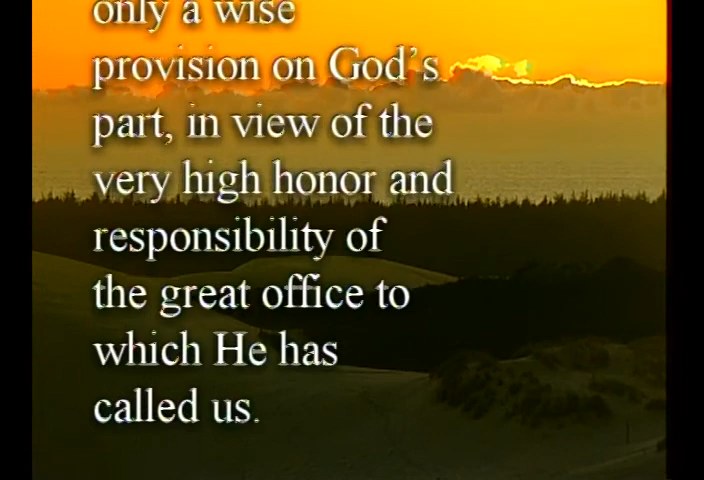 only a wise
provision on God's
part, in view of the
very high honor and
responsibility of
the great office to
which He has
called us.